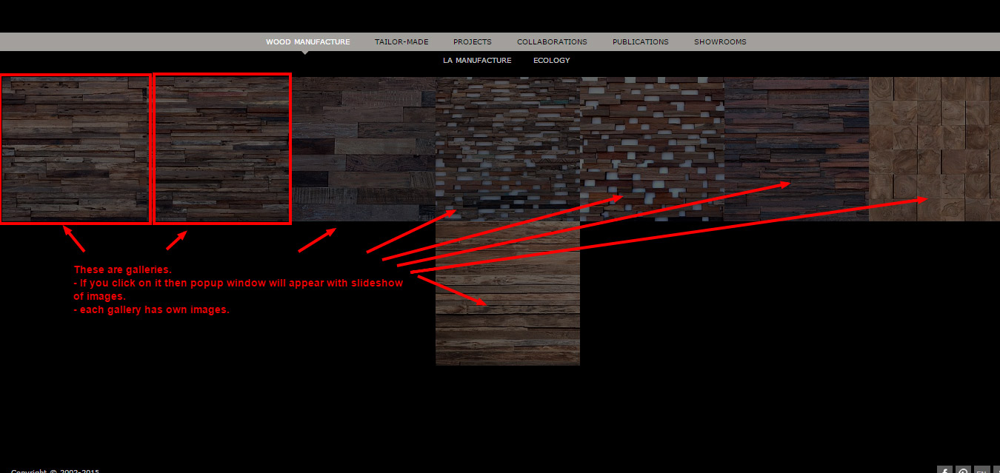 WOOD MANUFACTURE TAILOR-MADE PROJECTS COLLABORATIONS PUBLICATIONS SHOWROOMS
LA MANUFACTURE ECOLOGY
These are galleries.
- If you click on it then popup window will appear with slideshow
of images.
- each gallery has own images.
Copyright © 2002-2015
EN